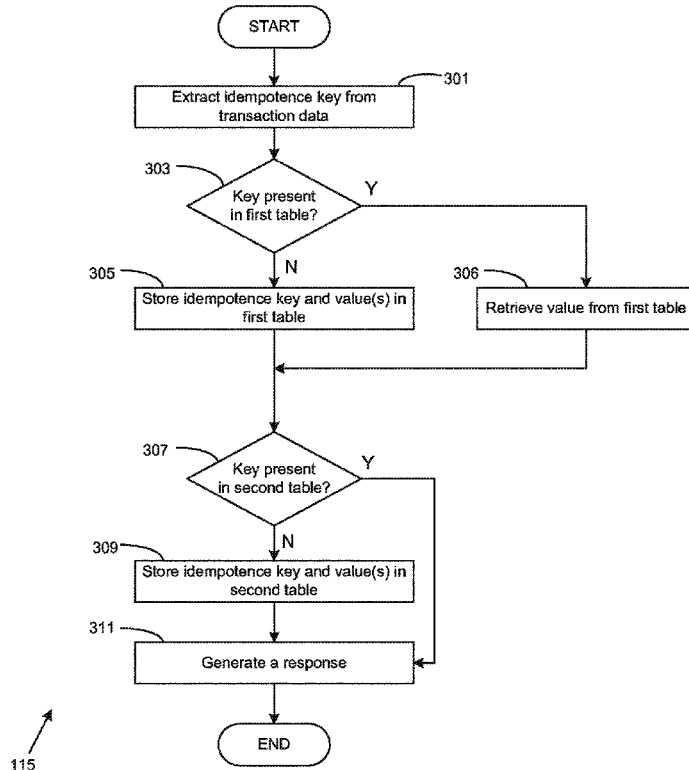 START
301
Extract idempotence key from
transaction data
303
Key present
in first table?
Y
N
305
Store idempotence key and value(s) in
first table
306
Retrieve value from first table
307
Key present
in second table?
Y
N
309
Store idempotence key and value(s) in
second table
311
Generate a response
END
115